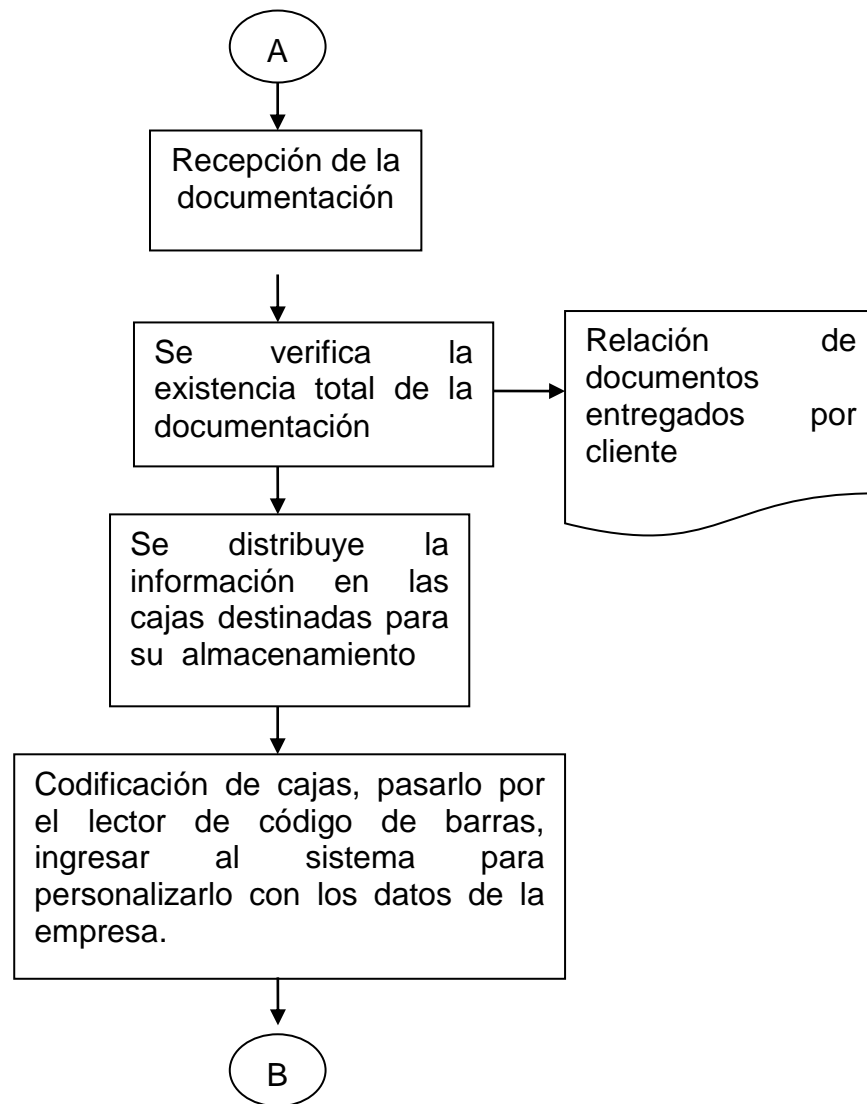 A
Recepción de la
documentación
Se verifica la
existencia total de la
documentación
Relación de
documentos
entregados por
cliente
Se distribuye la
información en las
cajas destinadas para
su almacenamiento
Codificación de cajas, pasarlo por
el lector de código de barras,
ingresar al sistema para
personalizarlo con los datos de la
empresa.
B